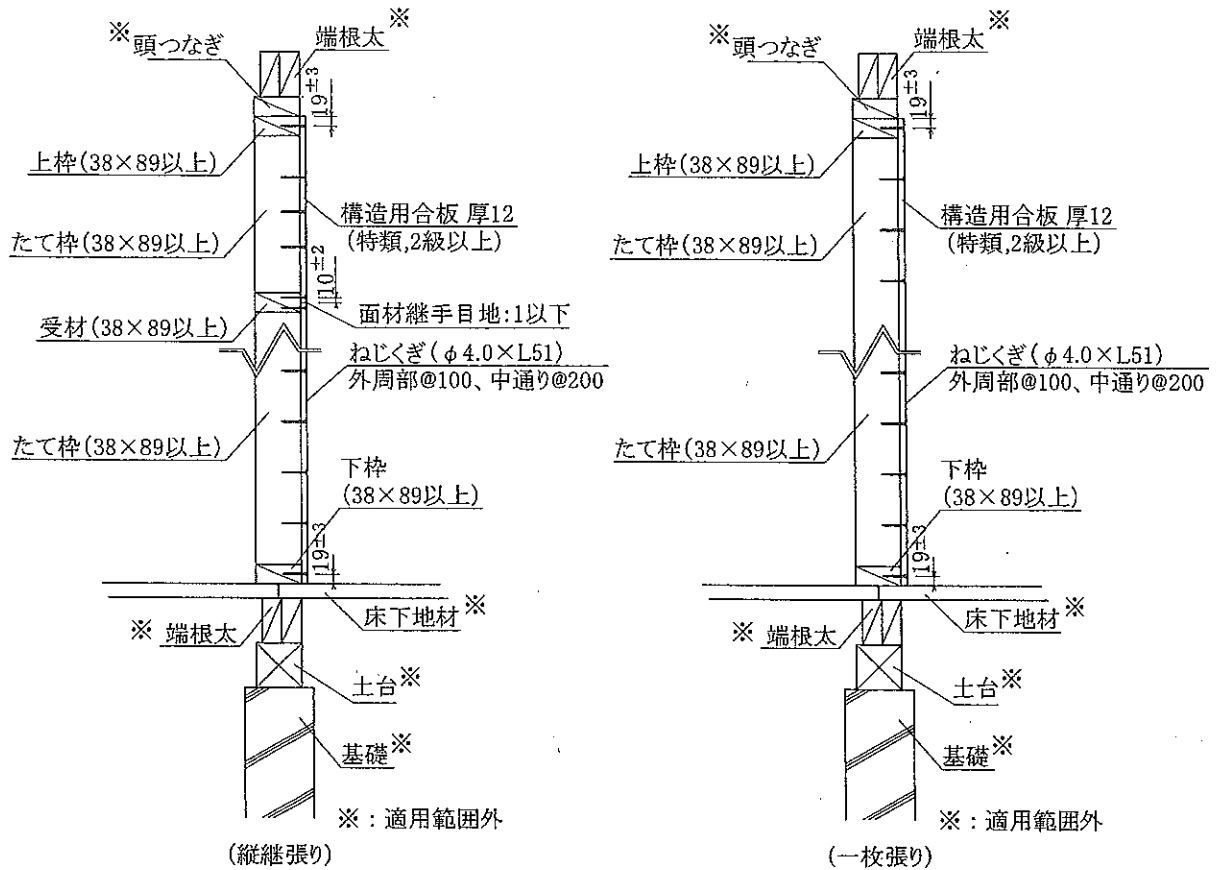 ※頭つなぎ
端根太※
19±3
上枠(38×89以上)
たて枠(38×89以上)
構造用合板 厚12
(特類,2級以上)
10±2
受材(38×89以上)
面材継手目地:1以下
ねじくぎ(φ4.0×L51)
外周部@100、中通り@200
たて枠(38×89以上)
下枠
(38×89以上)
19±3
床下地材※
※ 端根太
土台※
基礎※
※：適用範囲外
(縦継張り)
※頭つなぎ
端根太※
19±3
上枠(38×89以上)
構造用合板 厚12
(特類,2級以上)
たて枠(38×89以上)
ねじくぎ(φ4.0×L51)
外周部@100、中通り@200
たて枠(38×89以上)
下枠
(38×89以上)
19±3
床下地材※
※ 端根太
土台※
基礎※
※：適用範囲外
(一枚張り)